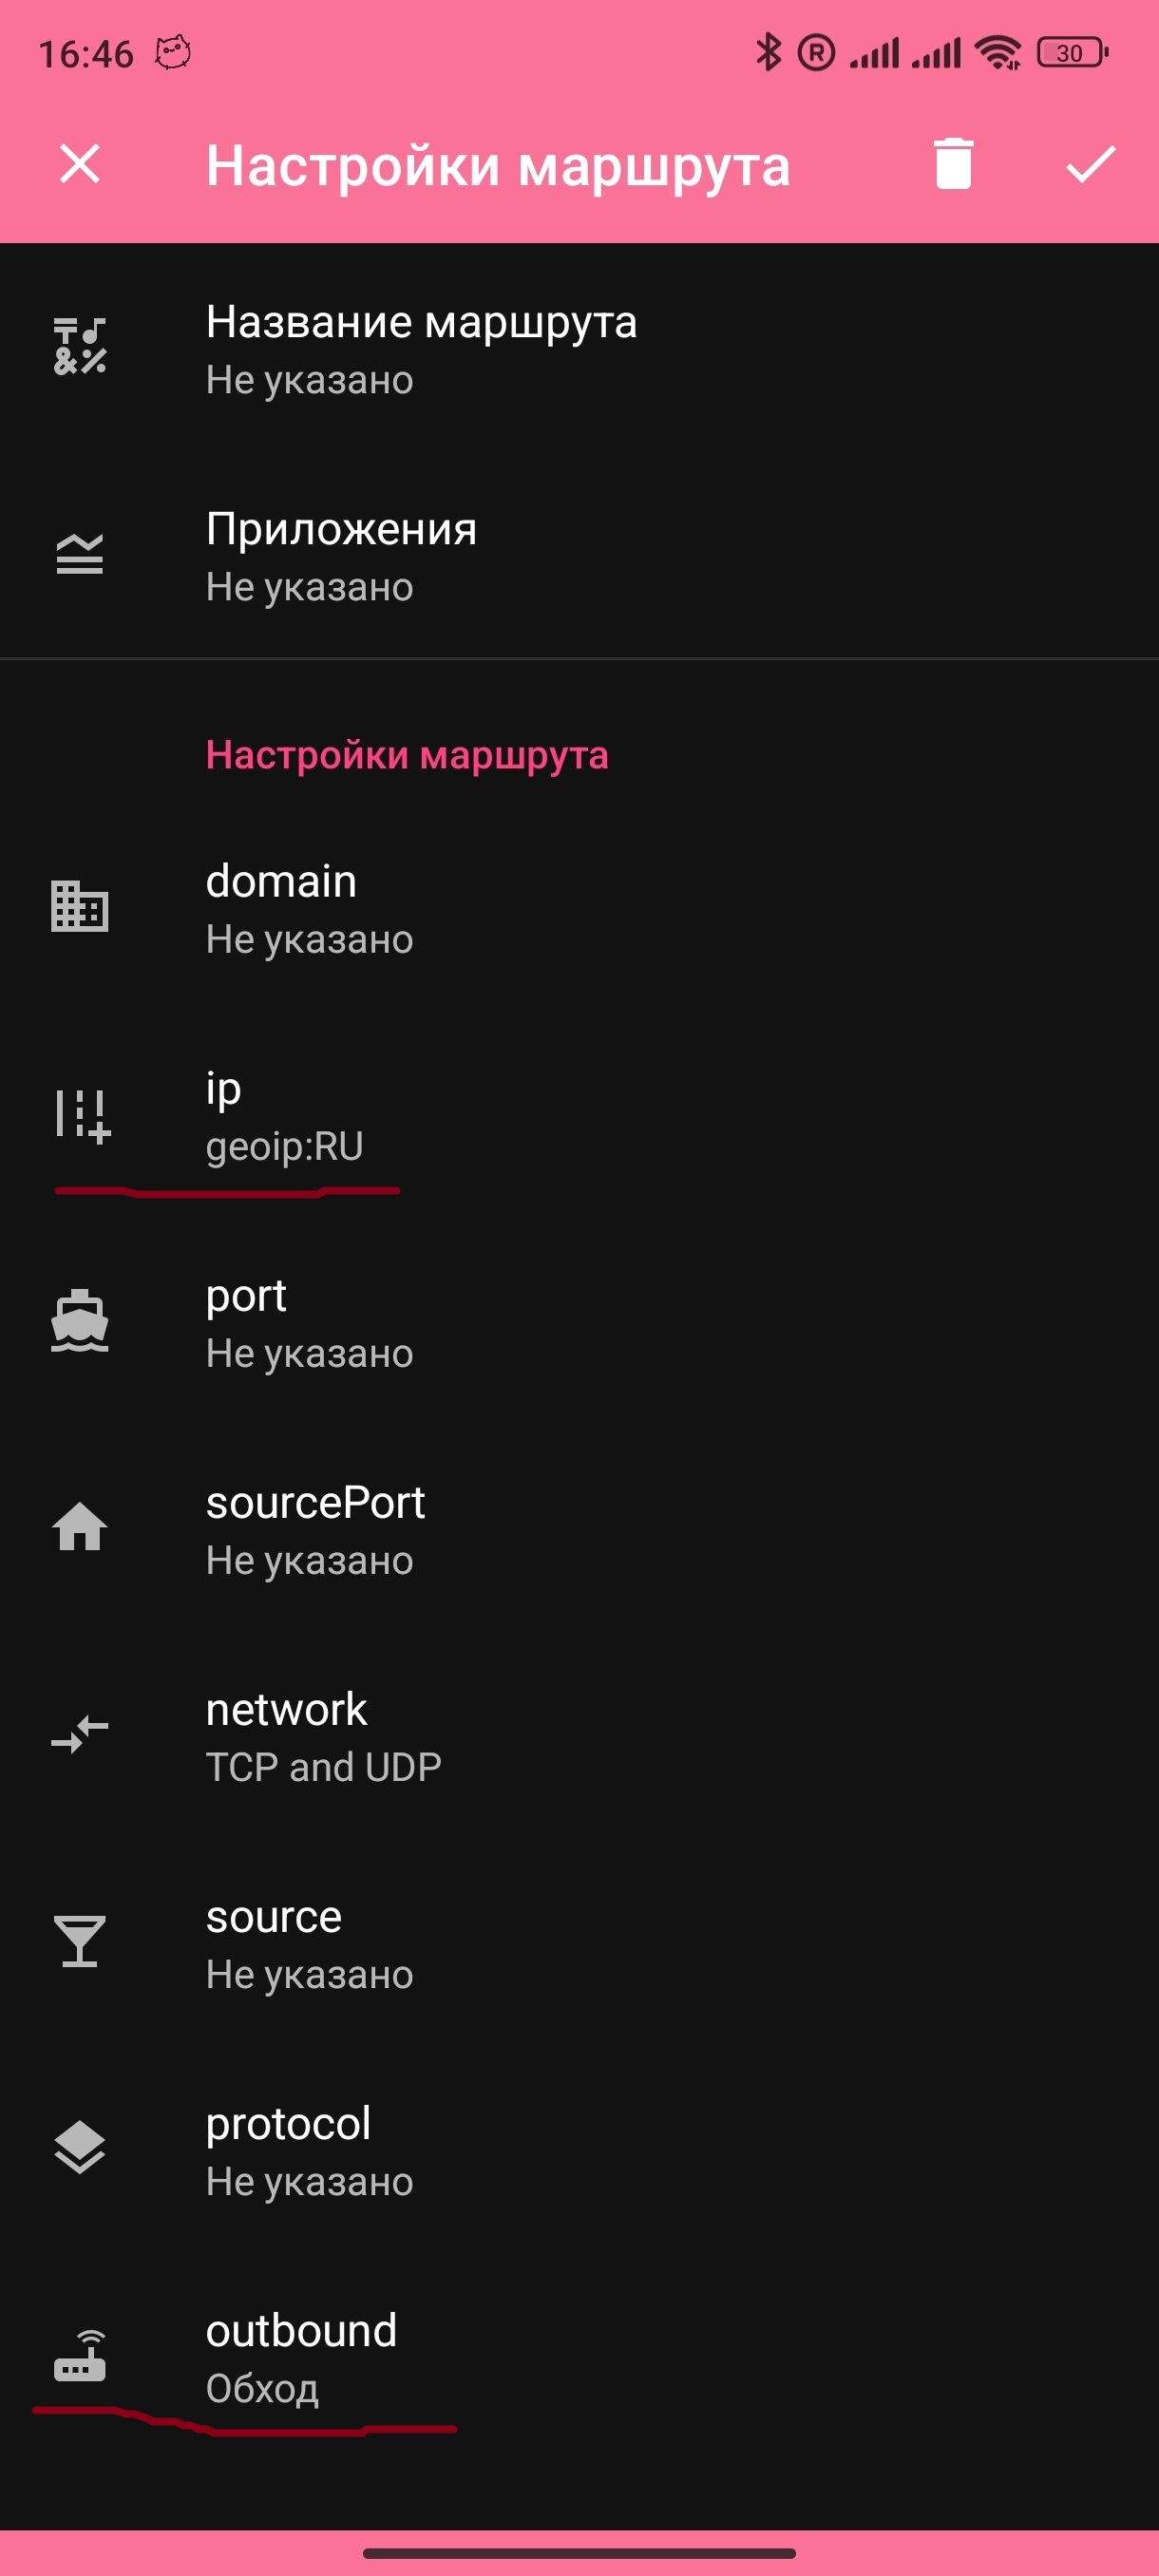 16:46
R
30
Настройки маршрута
Название маршрута
Не указано
Приложения
Не указано
Настройки маршрута
domain
Не указано
ip
geoip:RU
port
Не указано
sourcePort
Не указано
network
TCP and UDP
source
Не указано
protocol
Не указано
outbound
Обход